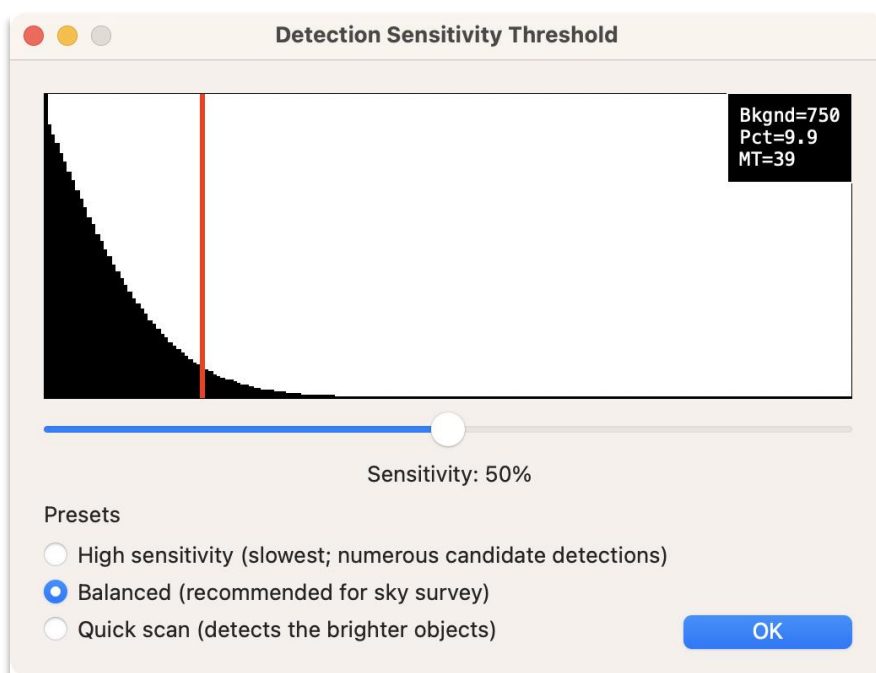 Detection Sensitivity Threshold
Bkgnd=750
Pct=9.9
MT=39
Sensitivity: 50%
Presets
High sensitivity (slowest; numerous candidate detections)
Balanced (recommended for sky survey)
Quick scan (detects the brighter objects)
OK